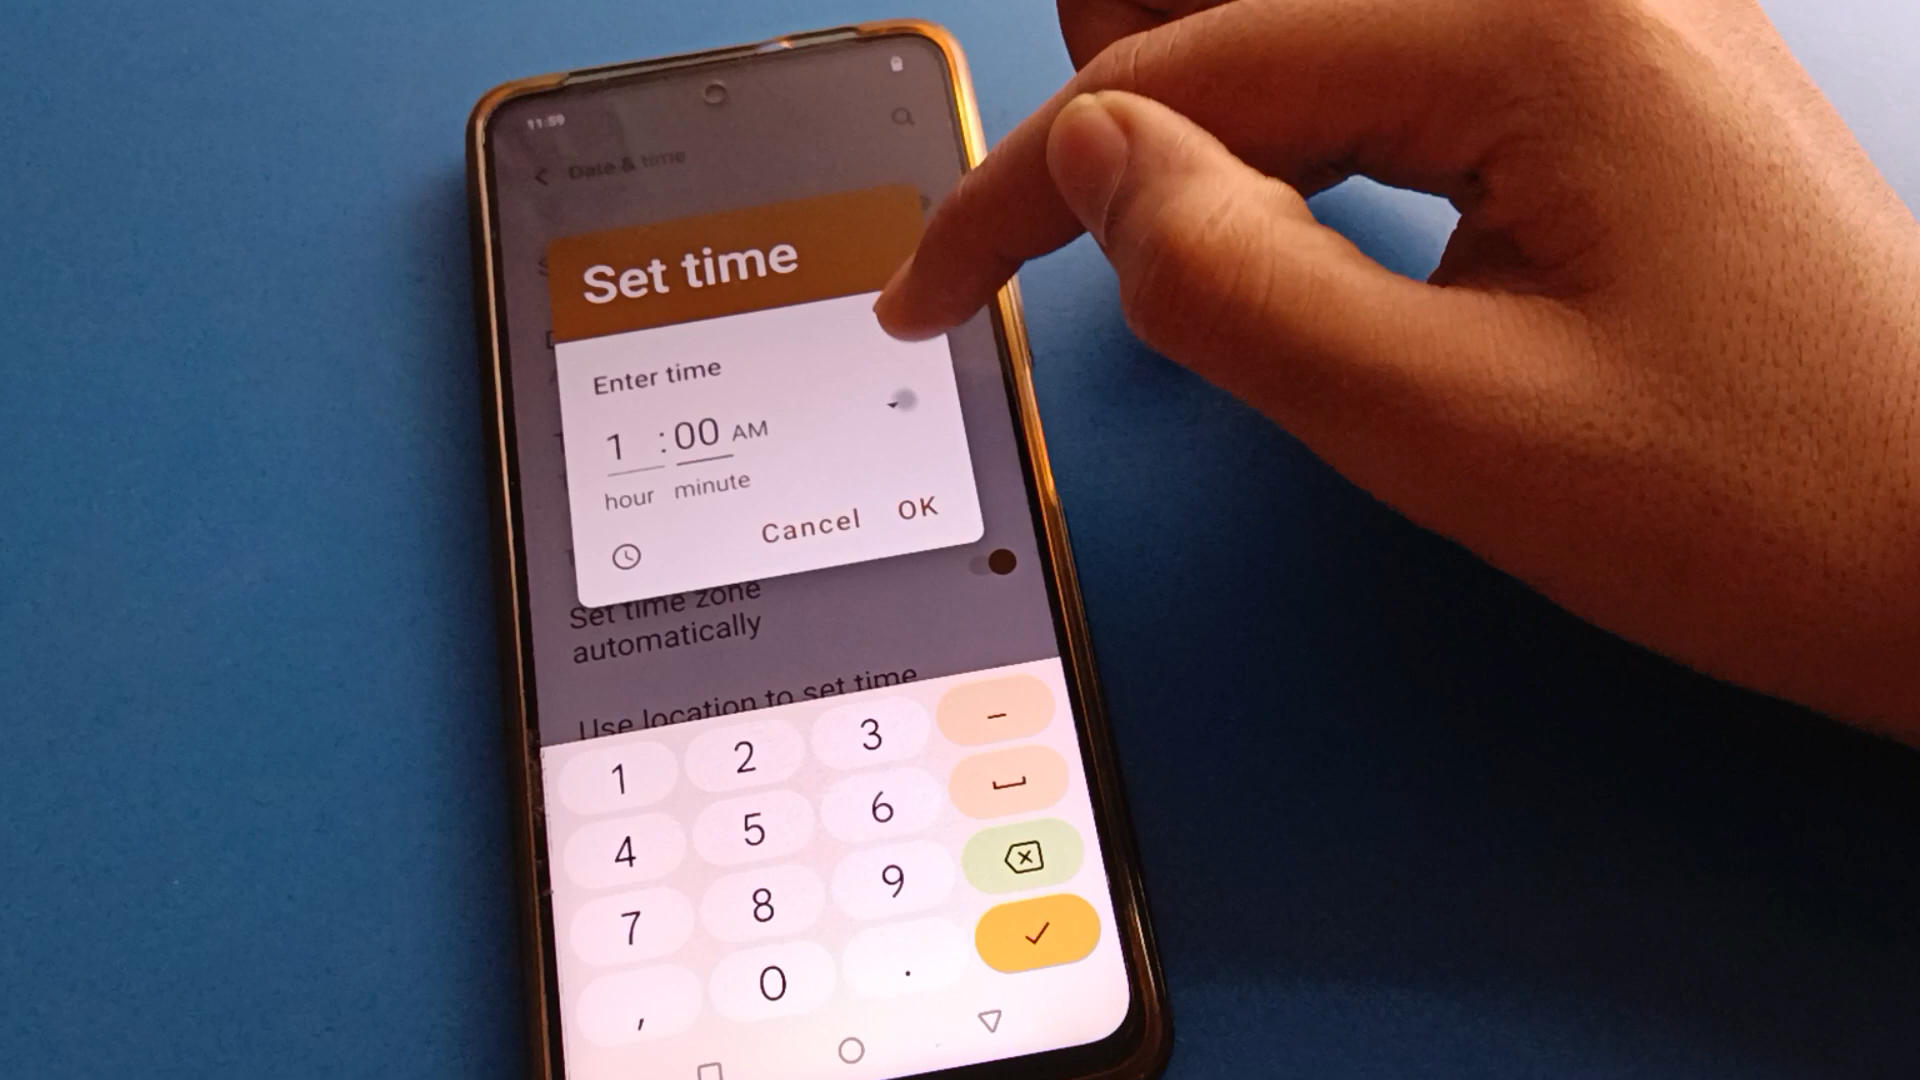 11:59
Date & time
Set time
Enter time
1 : 00 AM
hour minute
Cancel OK
Set time zone
automatically
Use location to set time
1 2 3 –
4 5 6
7 8 9
, 0 .